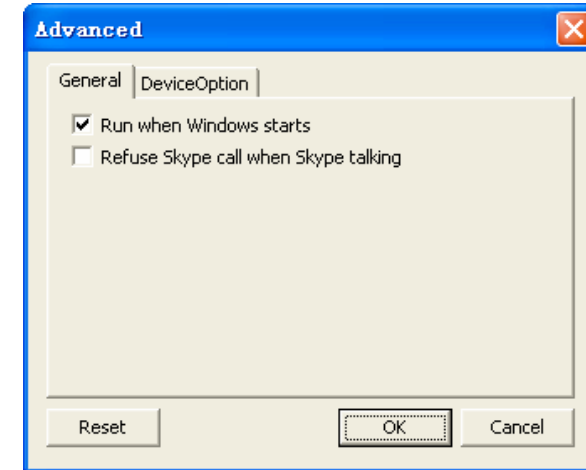 Advanced
General DeviceOption
Run when Windows starts
Refuse Skype call when Skype talking
Reset OK Cancel